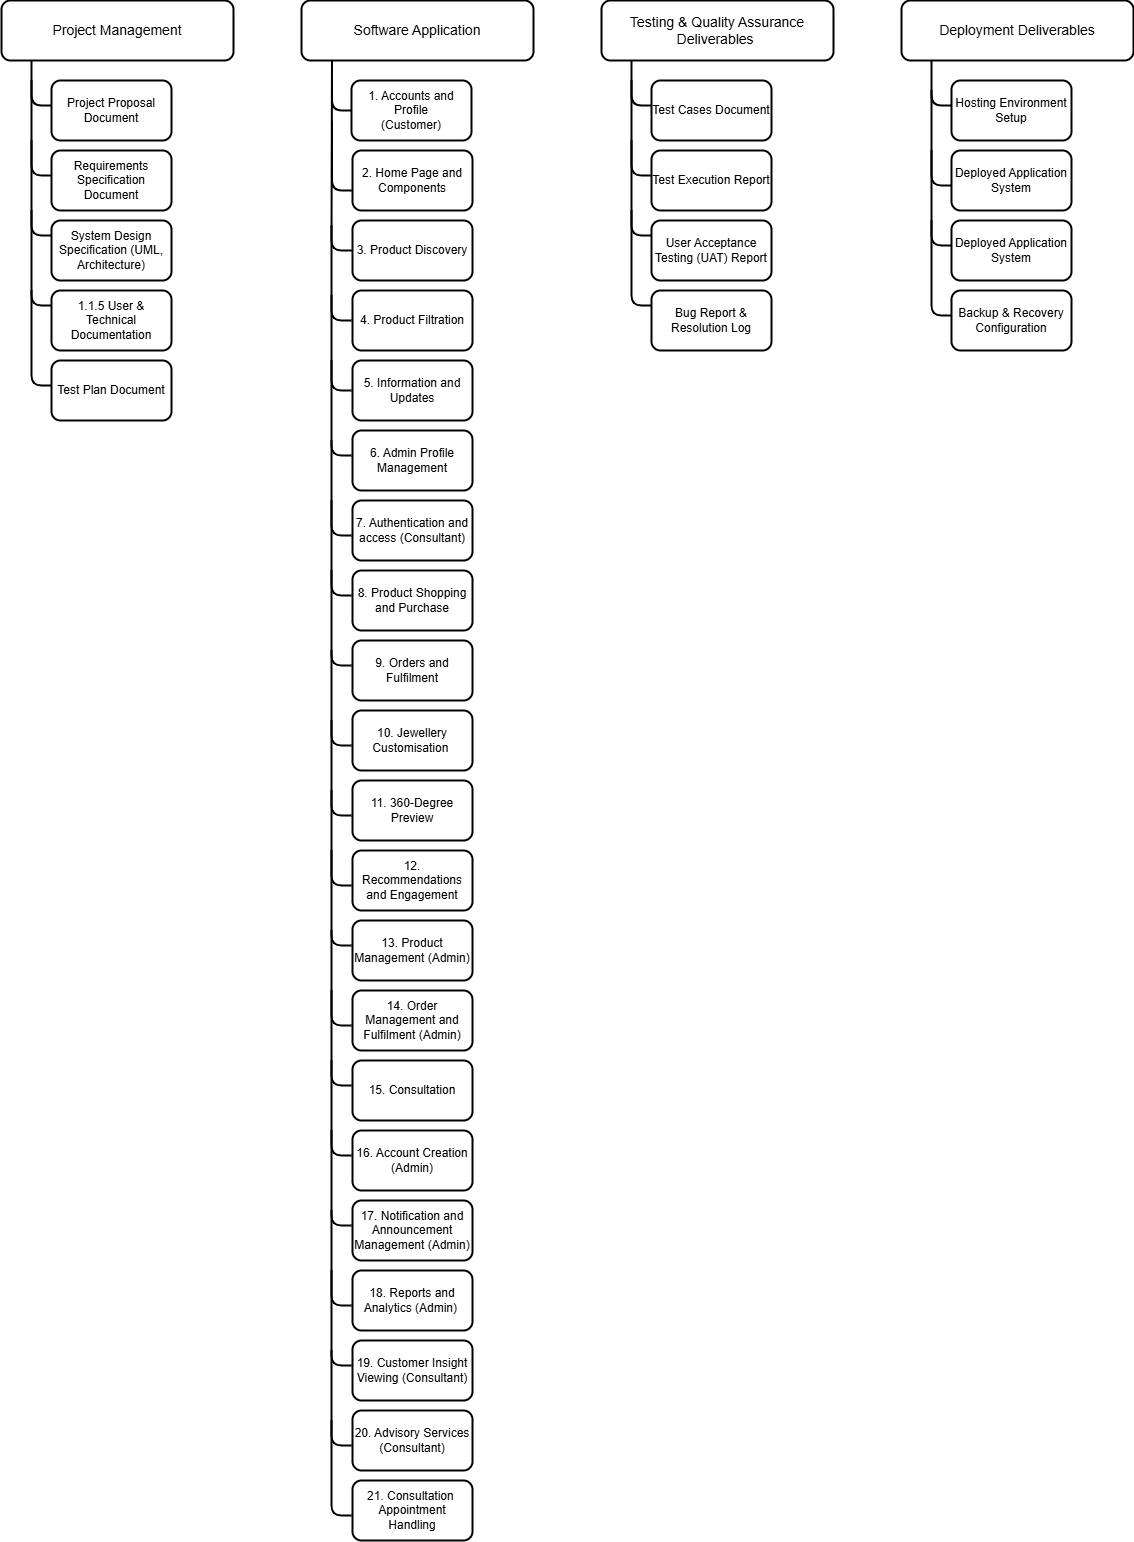 Project Management
Project Proposal
Document
Requirements
Specification
Document
System Design
Specification (UML,
Architecture)
1.1.5 User &
Technical
Documentation
Test Plan Document
Software Application
1. Accounts and
Profile
(Customer)
2. Home Page and
Components
3. Product Discovery
4. Product Filtration
5. Information and
Updates
6. Admin Profile
Management
7. Authentication and
access (Consultant)
8. Product Shopping
and Purchase
9. Orders and
Fulfilment
10. Jewellery
Customisation
11. 360-Degree
Preview
12.
Recommendations
and Engagement
13. Product
Management (Admin)
14. Order
Management and
Fulfilment (Admin)
15. Consultation
16. Account Creation
(Admin)
17. Notification and
Announcement
Management (Admin)
18. Reports and
Analytics (Admin)
19. Customer Insight
Viewing (Consultant)
20. Advisory Services
(Consultant)
21. Consultation
Appointment
Handling
Testing & Quality Assurance
Deliverables
Test Cases Document
Test Execution Report
User Acceptance
Testing (UAT) Report
Bug Report &
Resolution Log
Deployment Deliverables
Hosting Environment
Setup
Deployed Application
System
Deployed Application
System
Backup & Recovery
Configuration